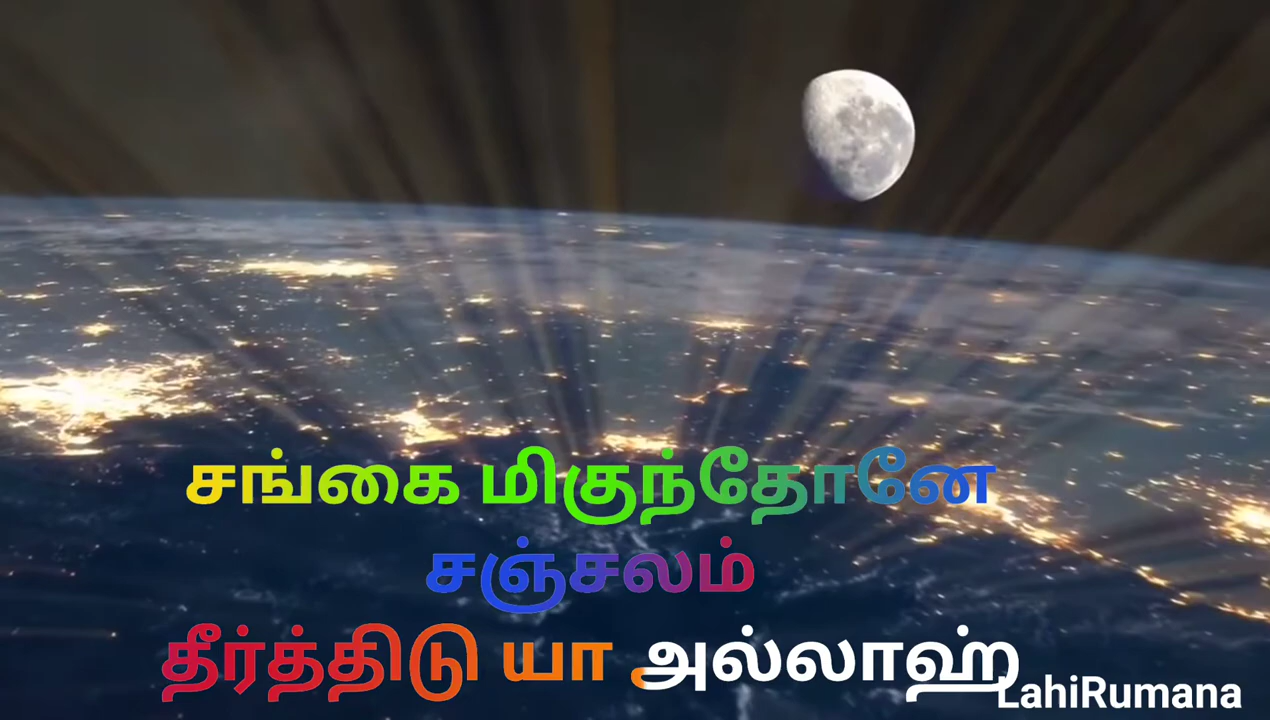 சங்கை மிகுந்தோனே
சஞ்சலம்
தீர்த்திடு யா அல்லாஹ்
LahiRumana